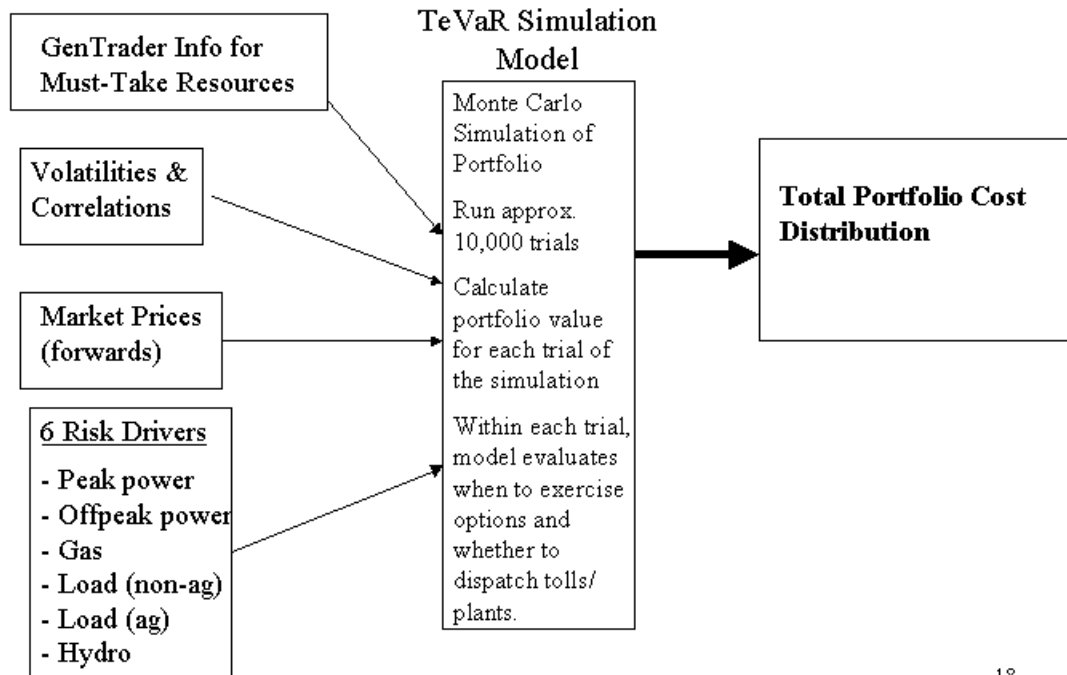 TeVaR Simulation
Model
GenTrader Info for
Must-Take Resources
Volatilities &
Correlations
Market Prices
(forwards)
6 Risk Drivers
- Peak power
- Offpeak power
- Gas
- Load (non-ag)
- Load (ag)
- Hydro
Monte Carlo
Simulation of
Portfolio
Run approx.
10,000 trials
Calculate
portfolio value
for each trial of
the simulation
Within each trial,
model evaluates
when to exercise
options and
whether to
dispatch tolls/
plants.
Total Portfolio Cost
Distribution
18